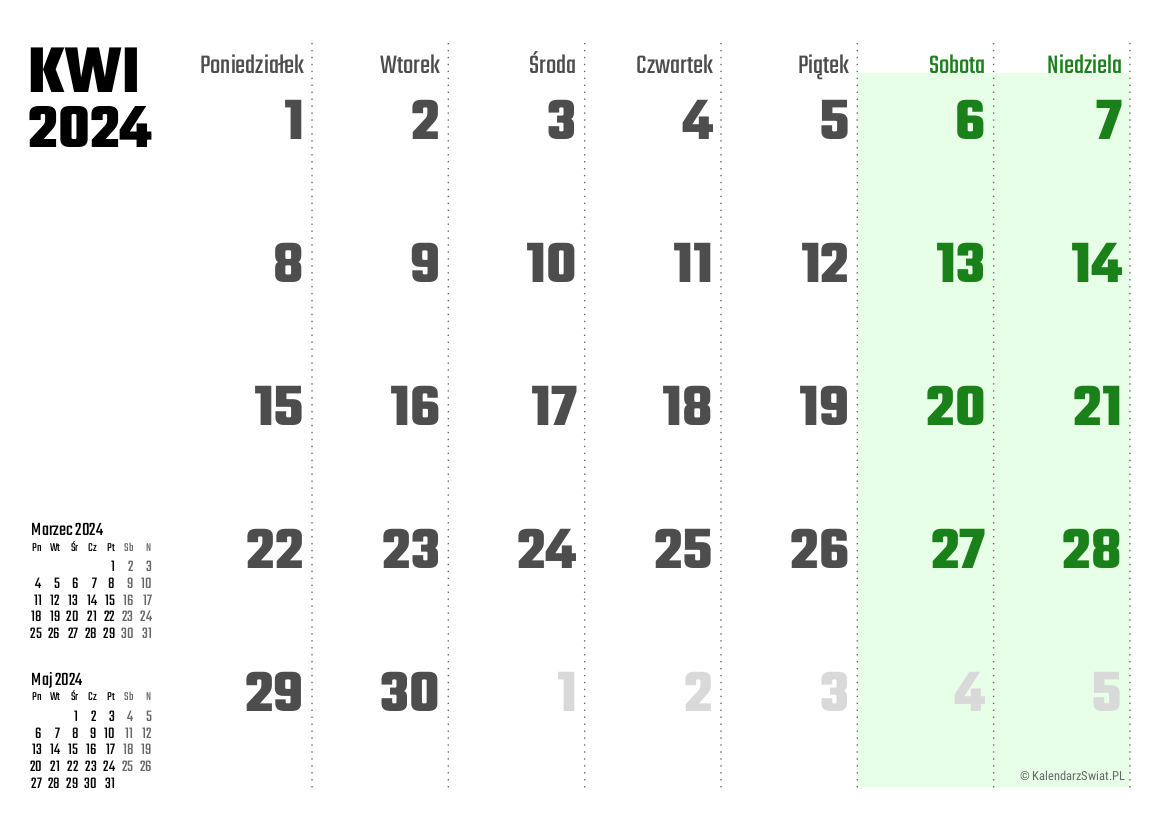 KWI
2024
Poniedziałek Wtorek Środa Czwartek Piątek Sobota Niedziela
1 2 3 4 5 6 7
8 9 10 11 12 13 14
15 16 17 18 19 20 21
22 23 24 25 26 27 28
29 30 1 2 3 4 5
Marzec 2024
Pn Wt Śr Cz Pt Sb N
1 2 3
4 5 6 7 8 9 10
11 12 13 14 15 16 17
18 19 20 21 22 23 24
25 26 27 28 29 30 31
Maj 2024
Pn Wt Śr Cz Pt Sb N
1 2 3 4 5
6 7 8 9 10 11 12
13 14 15 16 17 18 19
20 21 22 23 24 25 26
27 28 29 30 31
© KalendarzSwiat.PL